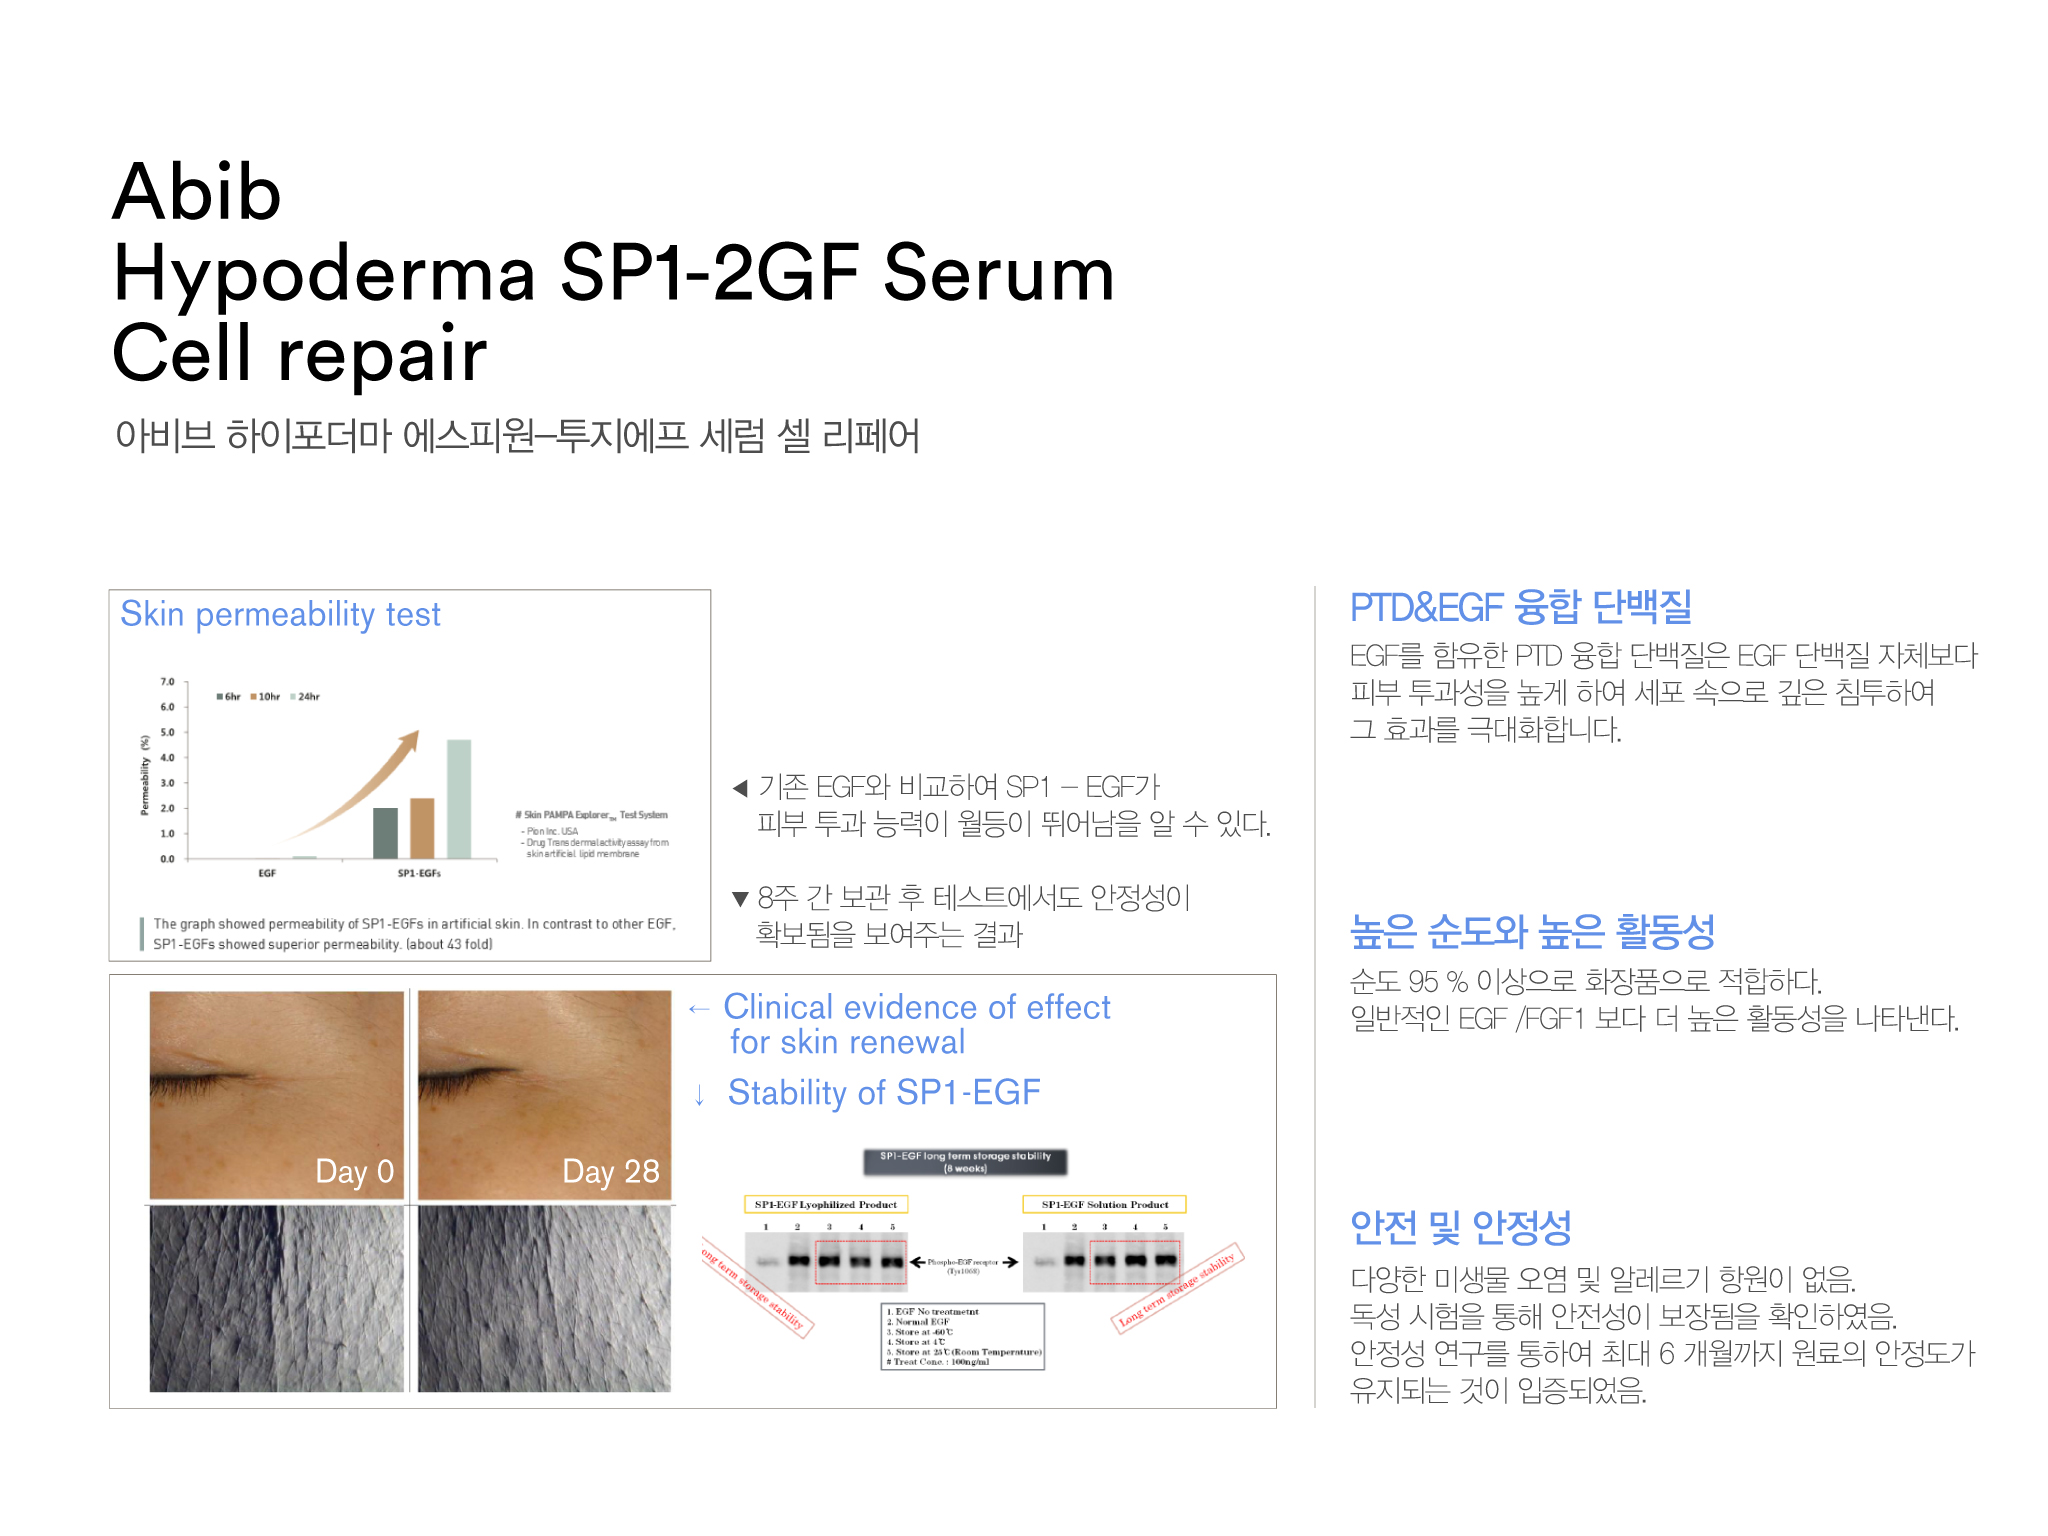 Abib
Hypoderma SP1-2GF Serum
Cell repair
아비브 하이포더마 에스피원–투지에프 세럼 셀 리페어
Skin permeability test
7.0
6.0
5.0
4.0
3.0
2.0
1.0
0.0
Permeability (%)
6hr 10hr 24hr
EGF SP1-EGFs
# Skin PAMPA Explorer TM Test System
- Pion Inc. USA
- Drug Trans dermal activity assay from
skin artificial lipid membrane
The graph showed permeability of SP1-EGFs in artificial skin. In contrast to other EGF,
SP1-EGFs showed superior permeability. (about 43 fold)
◀ 기존 EGF와 비교하여 SP1 – EGF가
피부 투과 능력이 월등이 뛰어남을 알 수 있다.
▼ 8주 간 보관 후 테스트에서도 안정성이
확보됨을 보여주는 결과
Day 0
Day 28
← Clinical evidence of effect
for skin renewal
↓ Stability of SP1-EGF
SP1-EGF long term storage stability
(8 weeks)
SP1-EGF Lyophilized Product
1 2 3 4 5
ong term storage stability
Phospho-EGF receptor
(Tyr1068)
SP1-EGF Solution Product
1 2 3 4 5
Long term storage stability
1. EGF No treatmetnt
2. Normal EGF
3. Store at -60℃
4. Store at 4℃
5. Store at 25℃(Room Temperature)
# Treat Conc. : 100ng/ml
PTD&EGF 융합 단백질
EGF를 함유한 PTD 융합 단백질은 EGF 단백질 자체보다
피부 투과성을 높게 하여 세포 속으로 깊은 침투하여
그 효과를 극대화합니다.
높은 순도와 높은 활동성
순도 95 % 이상으로 화장품으로 적합하다.
일반적인 EGF /FGF1 보다 더 높은 활동성을 나타낸다.
안전 및 안정성
다양한 미생물 오염 및 알레르기 항원이 없음.
독성 시험을 통해 안전성이 보장됨을 확인하였음.
안정성 연구를 통하여 최대 6 개월까지 원료의 안정도가
유지되는 것이 입증되었음.